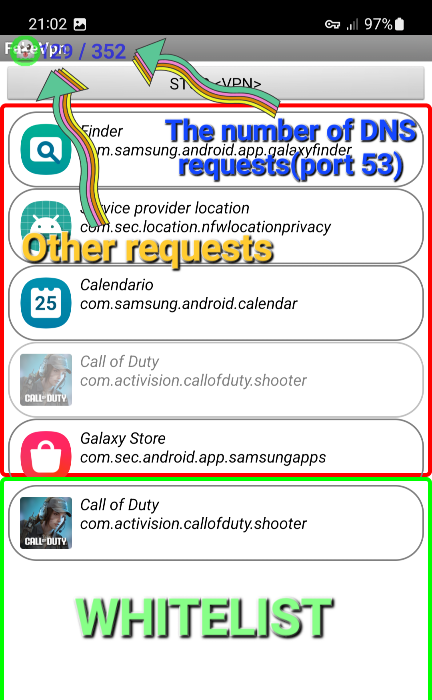 21:02
97%
FakeVpn
129 / 352
STOP <VPN>
Finder
com.samsung.android.app.galaxyfinder
The number of DNS
requests(port 53)
Service provider location
com.sec.location.nfwlocationprivacy
Other requests
Calendario
25
com.samsung.android.calendar
Call of Duty
com.activision.callofduty.shooter
CALL OF DUTY
Galaxy Store
com.sec.android.app.samsungapps
Call of Duty
com.activision.callofduty.shooter
CALL OF DUTY
WHITELIST